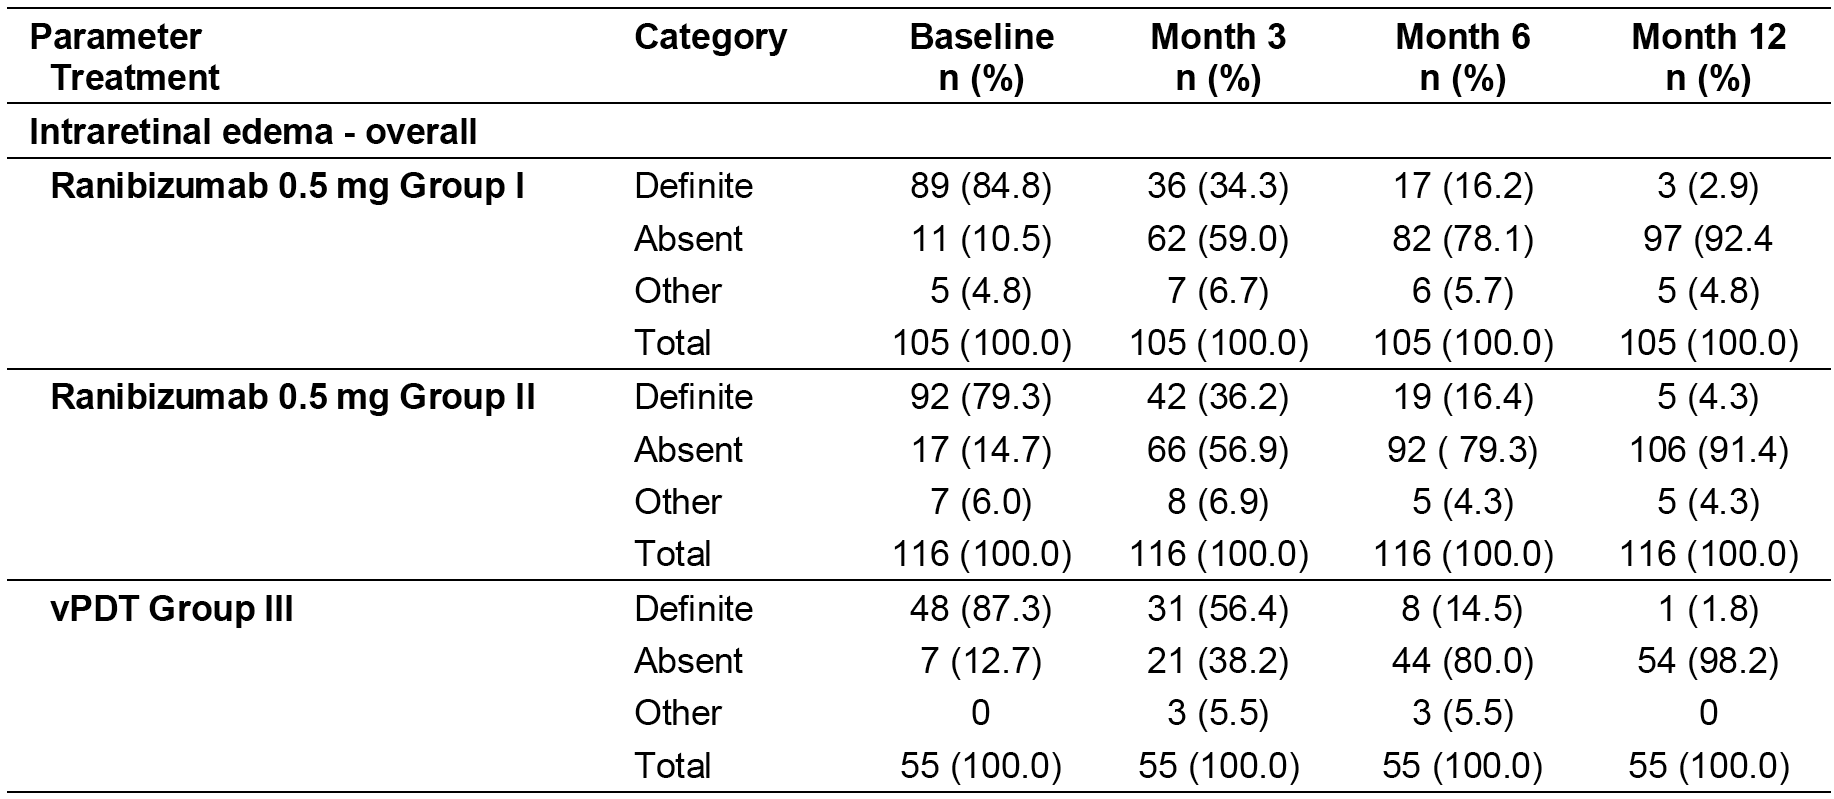 Parameter Category Baseline Month 3 Month 6 Month 12
Treatment n (%) n (%) n (%) n (%)
Intraretinal edema - overall
Ranibizumab 0.5 mg Group I Definite 89 (84.8) 36 (34.3) 17 (16.2) 3 (2.9)
Absent 11 (10.5) 62 (59.0) 82 (78.1) 97 (92.4
Other 5 (4.8) 7 (6.7) 6 (5.7) 5 (4.8)
Total 105 (100.0) 105 (100.0) 105 (100.0) 105 (100.0)
Ranibizumab 0.5 mg Group II Definite 92 (79.3) 42 (36.2) 19 (16.4) 5 (4.3)
Absent 17 (14.7) 66 (56.9) 92 ( 79.3) 106 (91.4)
Other 7 (6.0) 8 (6.9) 5 (4.3) 5 (4.3)
Total 116 (100.0) 116 (100.0) 116 (100.0) 116 (100.0)
vPDT Group III Definite 48 (87.3) 31 (56.4) 8 (14.5) 1 (1.8)
Absent 7 (12.7) 21 (38.2) 44 (80.0) 54 (98.2)
Other 0 3 (5.5) 3 (5.5) 0
Total 55 (100.0) 55 (100.0) 55 (100.0) 55 (100.0)